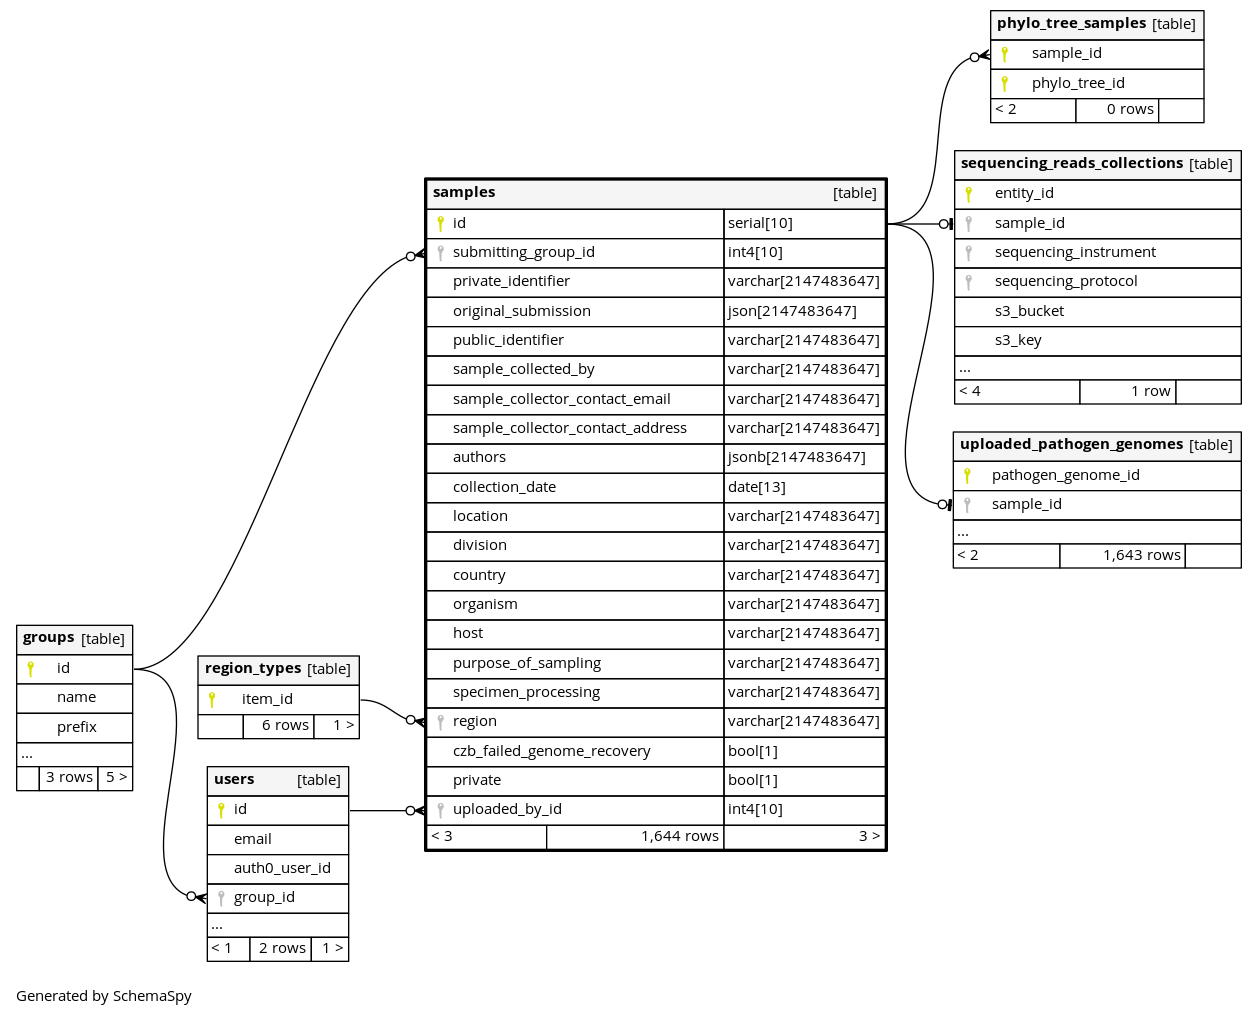 phylo_tree_samples [table]
sample_id
phylo_tree_id
< 2 0 rows
sequencing_reads_collections [table]
entity_id
sample_id
sequencing_instrument
sequencing_protocol
s3_bucket
s3_key
...
< 4 1 row
samples [table]
id serial[10]
submitting_group_id int4[10]
private_identifier varchar[2147483647]
original_submission json[2147483647]
public_identifier varchar[2147483647]
sample_collected_by varchar[2147483647]
sample_collector_contact_email varchar[2147483647]
sample_collector_contact_address varchar[2147483647]
authors jsonb[2147483647]
collection_date date[13]
location varchar[2147483647]
division varchar[2147483647]
country varchar[2147483647]
organism varchar[2147483647]
host varchar[2147483647]
purpose_of_sampling varchar[2147483647]
specimen_processing varchar[2147483647]
region varchar[2147483647]
czb_failed_genome_recovery bool[1]
private bool[1]
uploaded_by_id int4[10]
< 3 1,644 rows 3 >
uploaded_pathogen_genomes [table]
pathogen_genome_id
sample_id
...
< 2 1,643 rows
groups [table]
id
name
prefix
...
3 rows 5 >
region_types [table]
item_id
6 rows 1 >
users [table]
id
email
auth0_user_id
group_id
...
< 1 2 rows 1 >
Generated by SchemaSpy